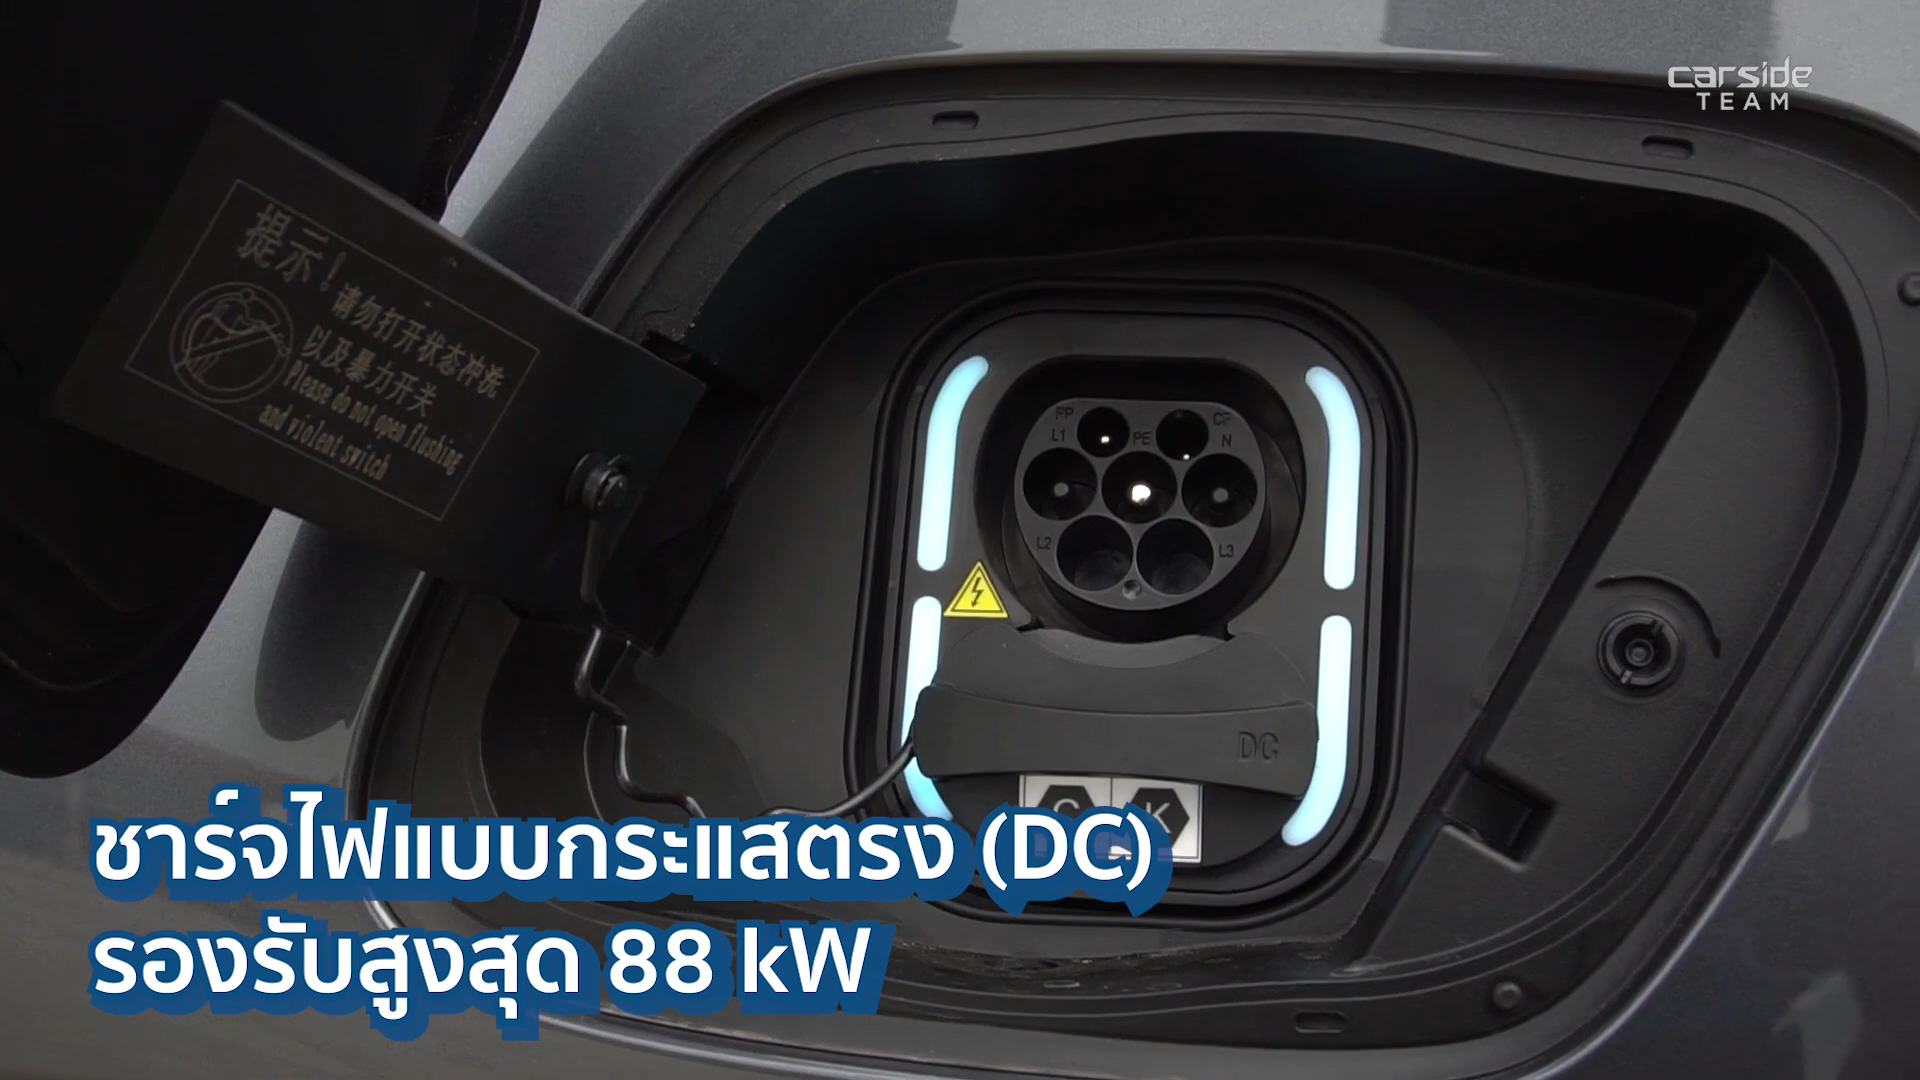 carside
TEAM
提示！
请勿打开状态冲洗
以及暴力开关
Please do not open flushing
and violent switch
PP
CP
L1
PE
N
L2
L3
DC
C K
ชาร์จไฟแบบกระแสตรง (DC)
รองรับสูงสุด 88 kW